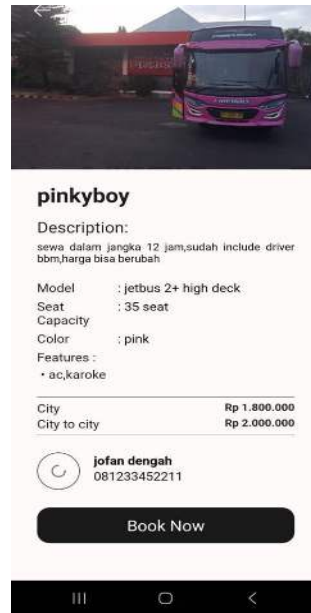 pinkyboy
Description:
sewa dalam jangka 12 jam,sudah include driver
bbm,harga bisa berubah
Model : jetbus 2+ high deck
Seat : 35 seat
Capacity
Color : pink
Features :
• ac,karoke
City Rp 1.800.000
City to city Rp 2.000.000
jofan dengah
081233452211
Book Now